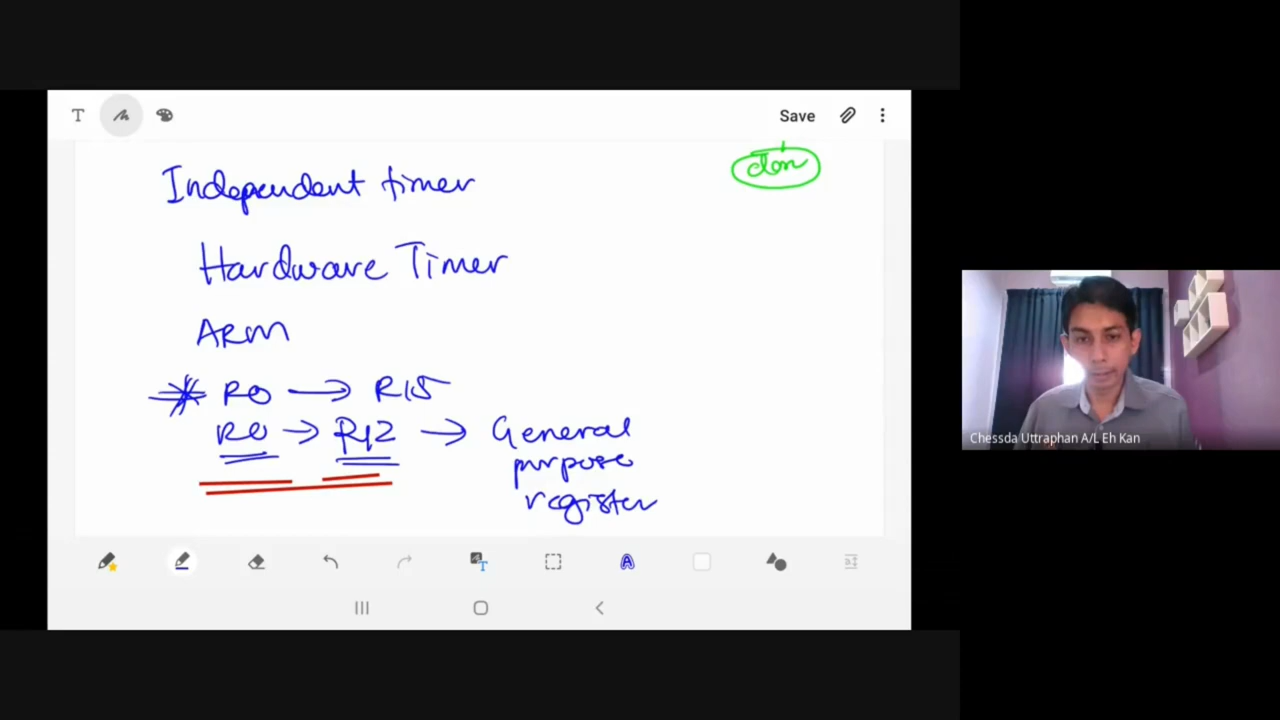 T
Save
Independent timer
Hardware Timer
ARM
R0 → R15
R0 → R12 → General
purpose
register
T
A
Chessda Uttraphan A/L Eh Kan